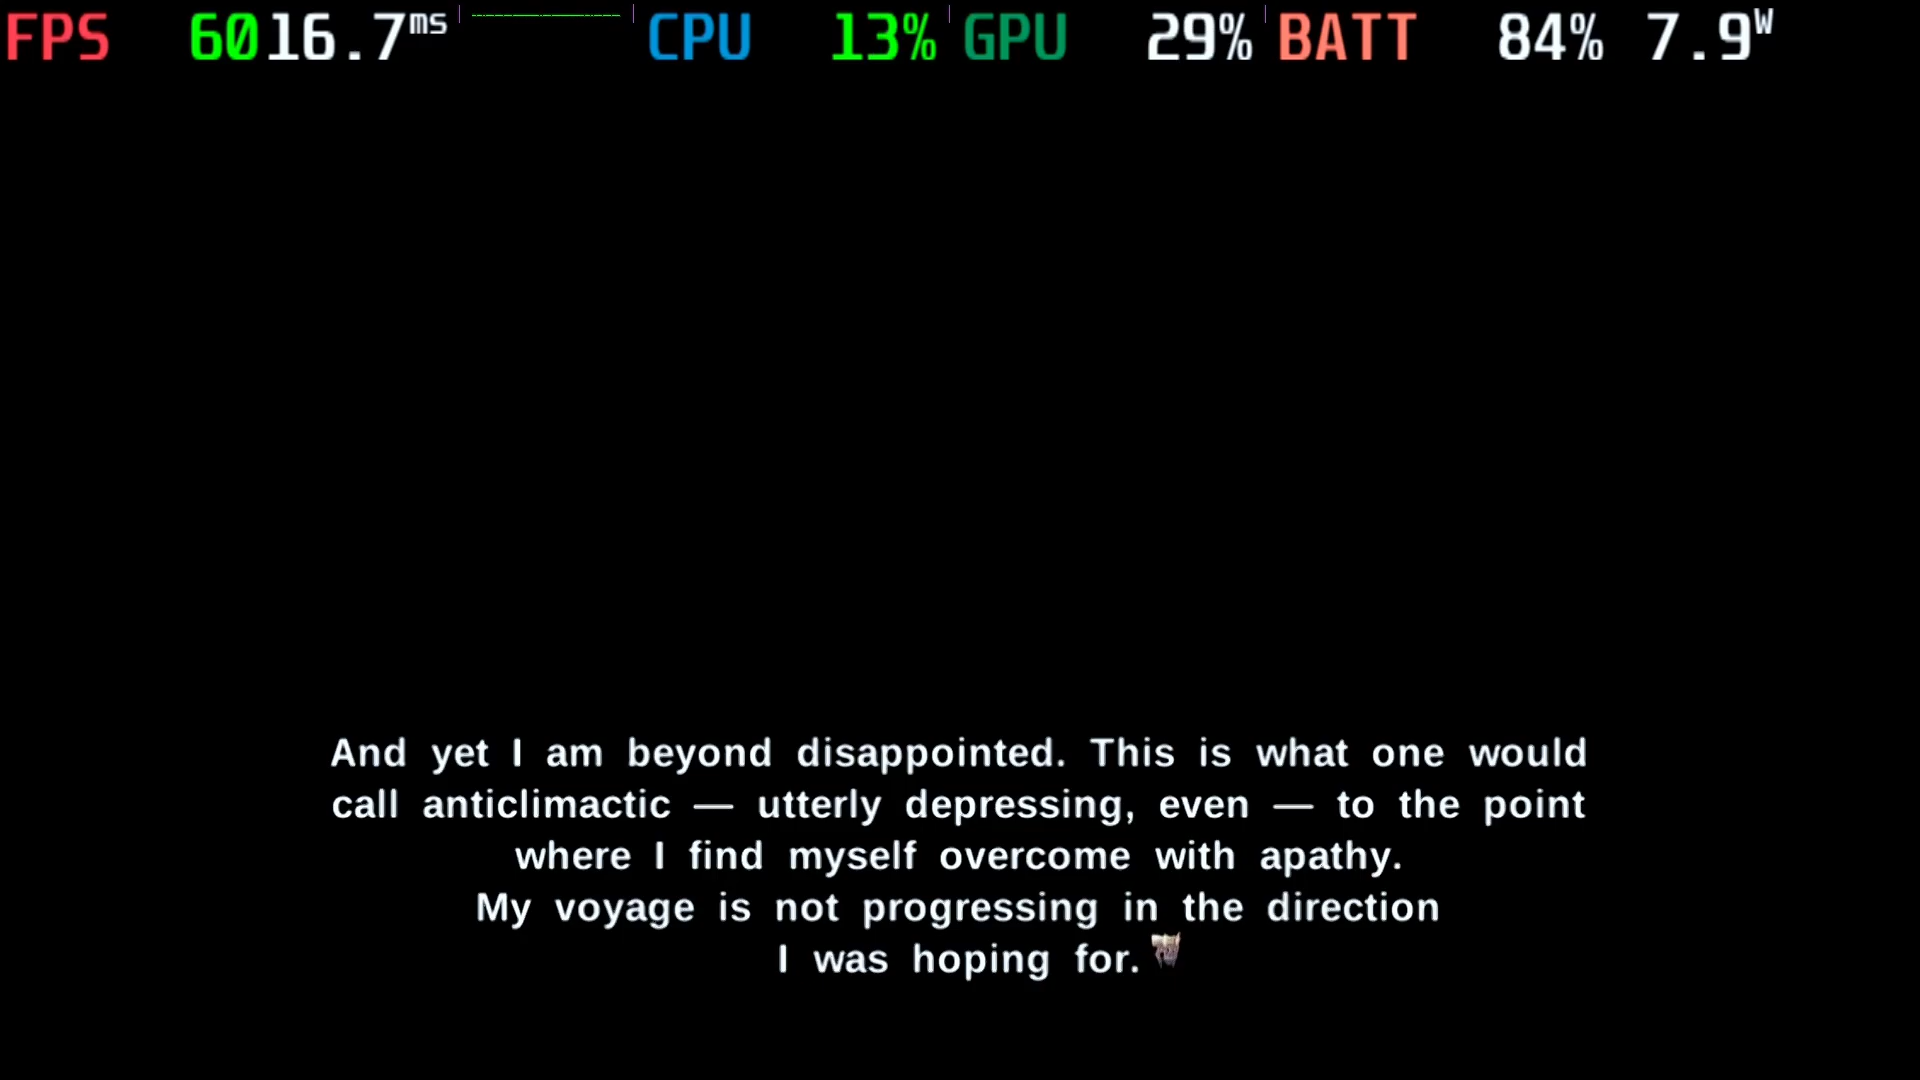 FPS 60 16.7ms CPU 13% GPU 29% BATT 84% 7.9W
And yet I am beyond disappointed. This is what one would
call anticlimactic — utterly depressing, even — to the point
where I find myself overcome with apathy.
My voyage is not progressing in the direction
I was hoping for.